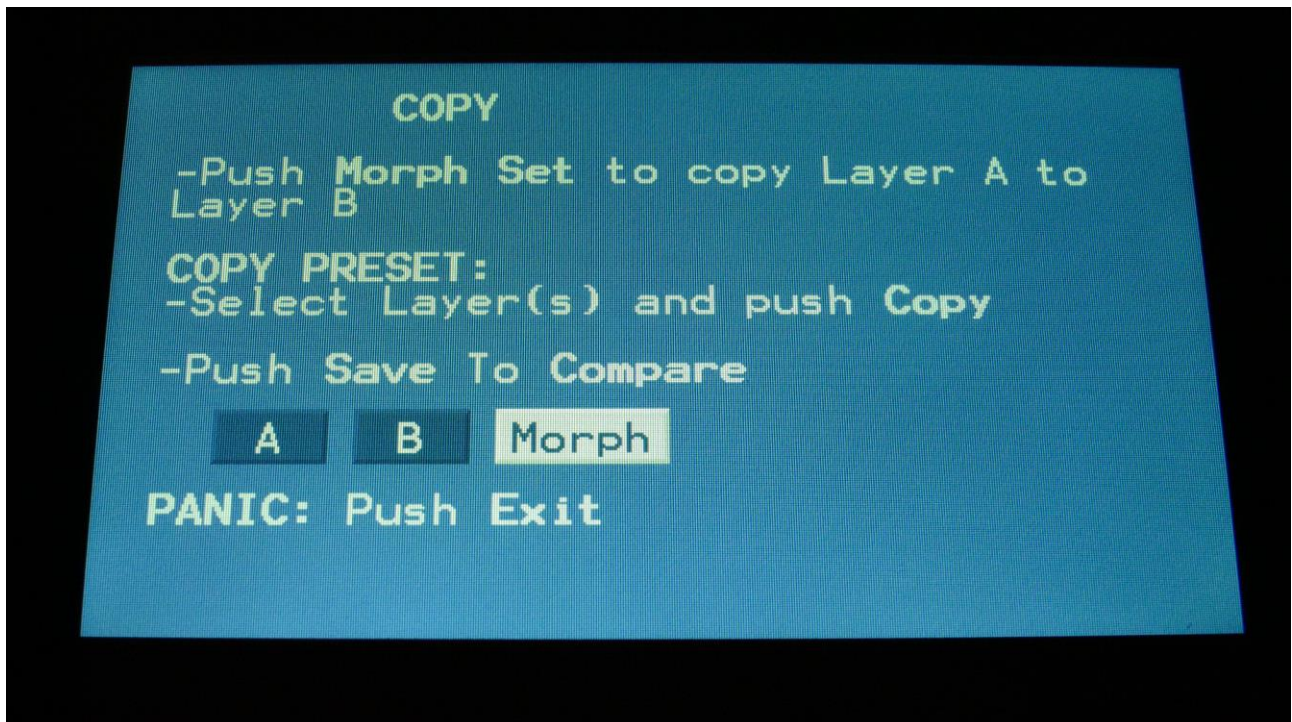 COPY
-Push Morph Set to copy Layer A to
Layer B
COPY PRESET:
-Select Layer(s) and push Copy
-Push Save To Compare
A B Morph
PANIC: Push Exit